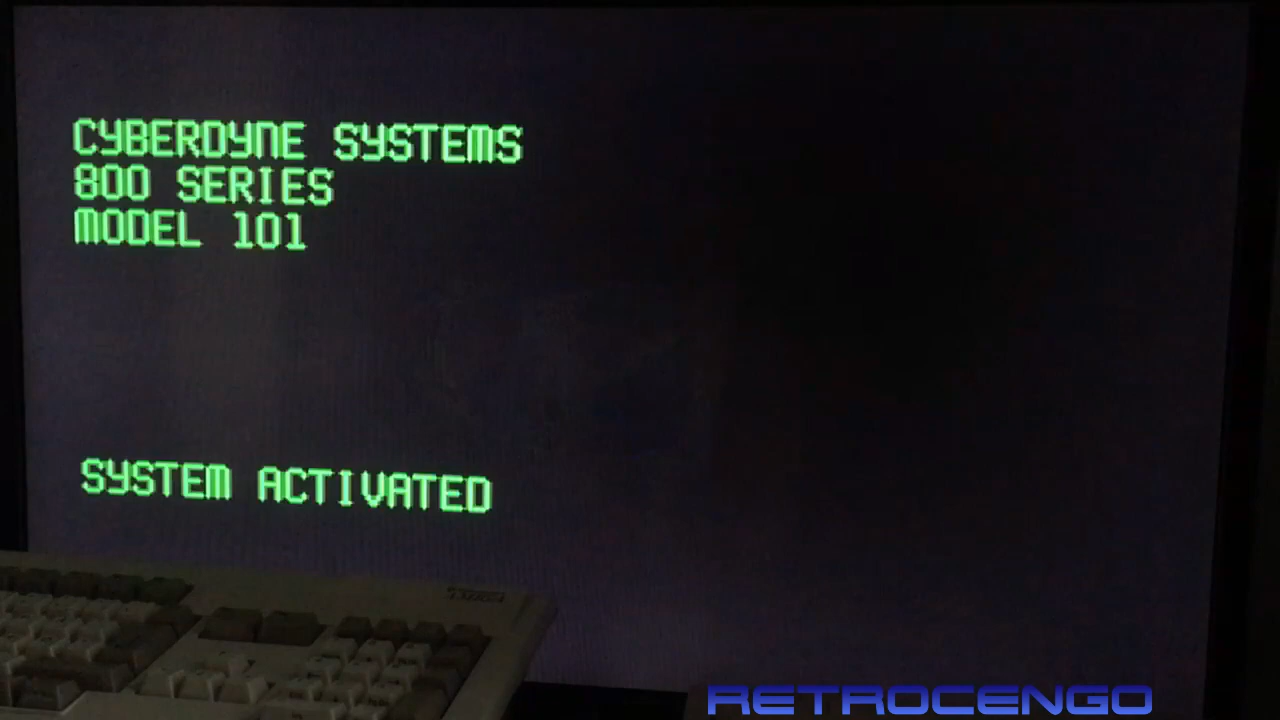 CYBERDYNE SYSTEMS
800 SERIES
MODEL 101
SYSTEM ACTIVATED
RETROCENGO